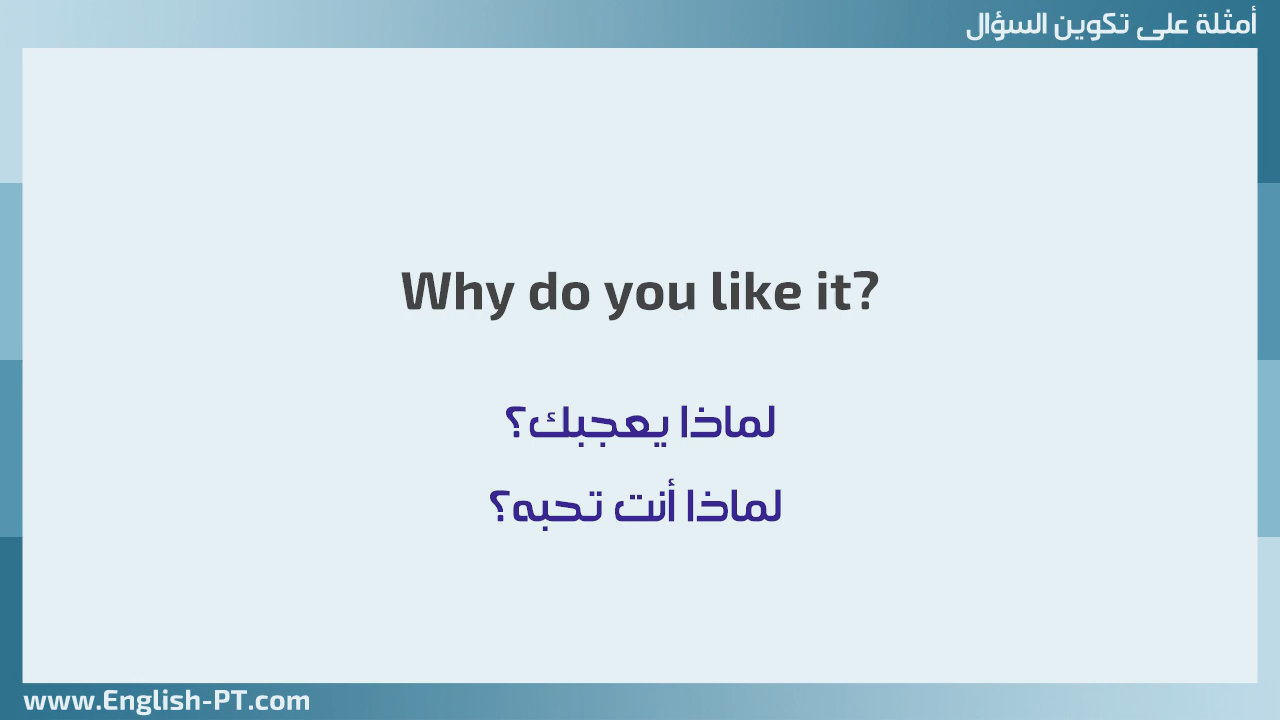 أمثلة على تكوين السؤال
Why do you like it?
لماذا يعجبك؟
لماذا أنت تحبه؟
www.English-PT.com